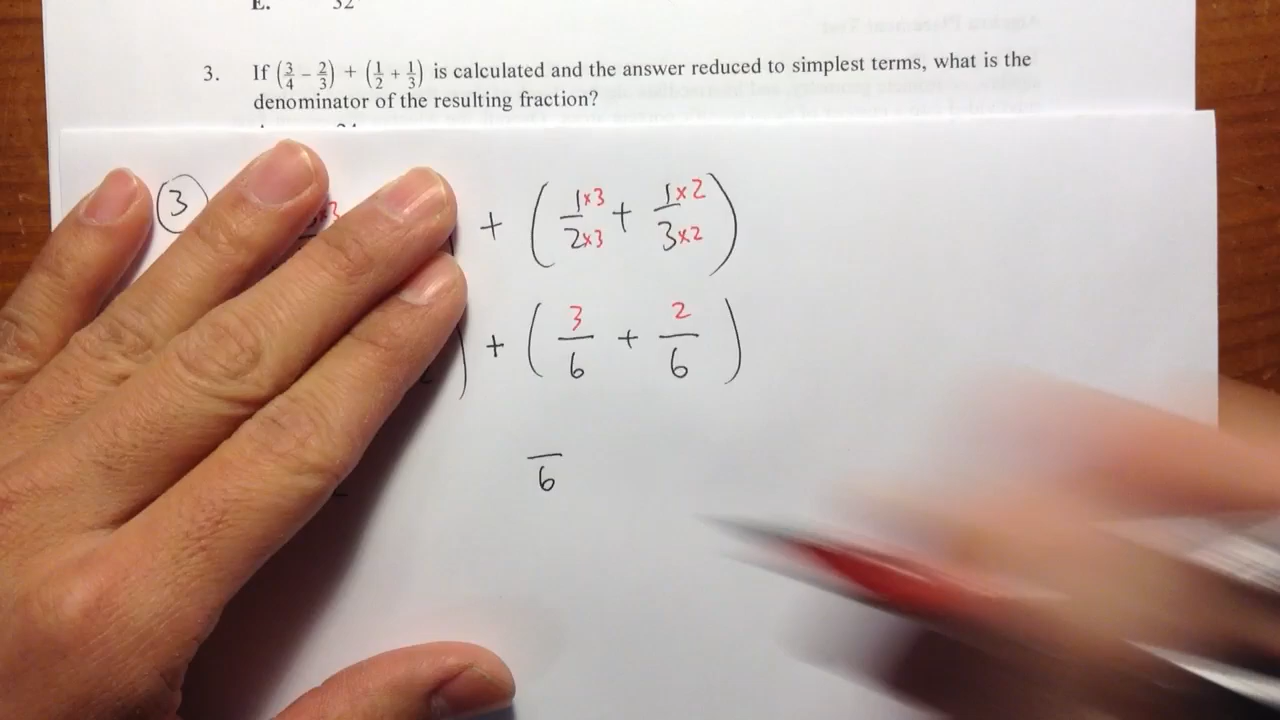 E. 32
3. If (3/4 − 2/3) + (1/2 + 1/3) is calculated and the answer reduced to simplest terms, what is the
denominator of the resulting fraction?
③ + ( 1×3/2×3 + 1×2/3×2 )
+ ( 3/6 + 2/6 )
/6